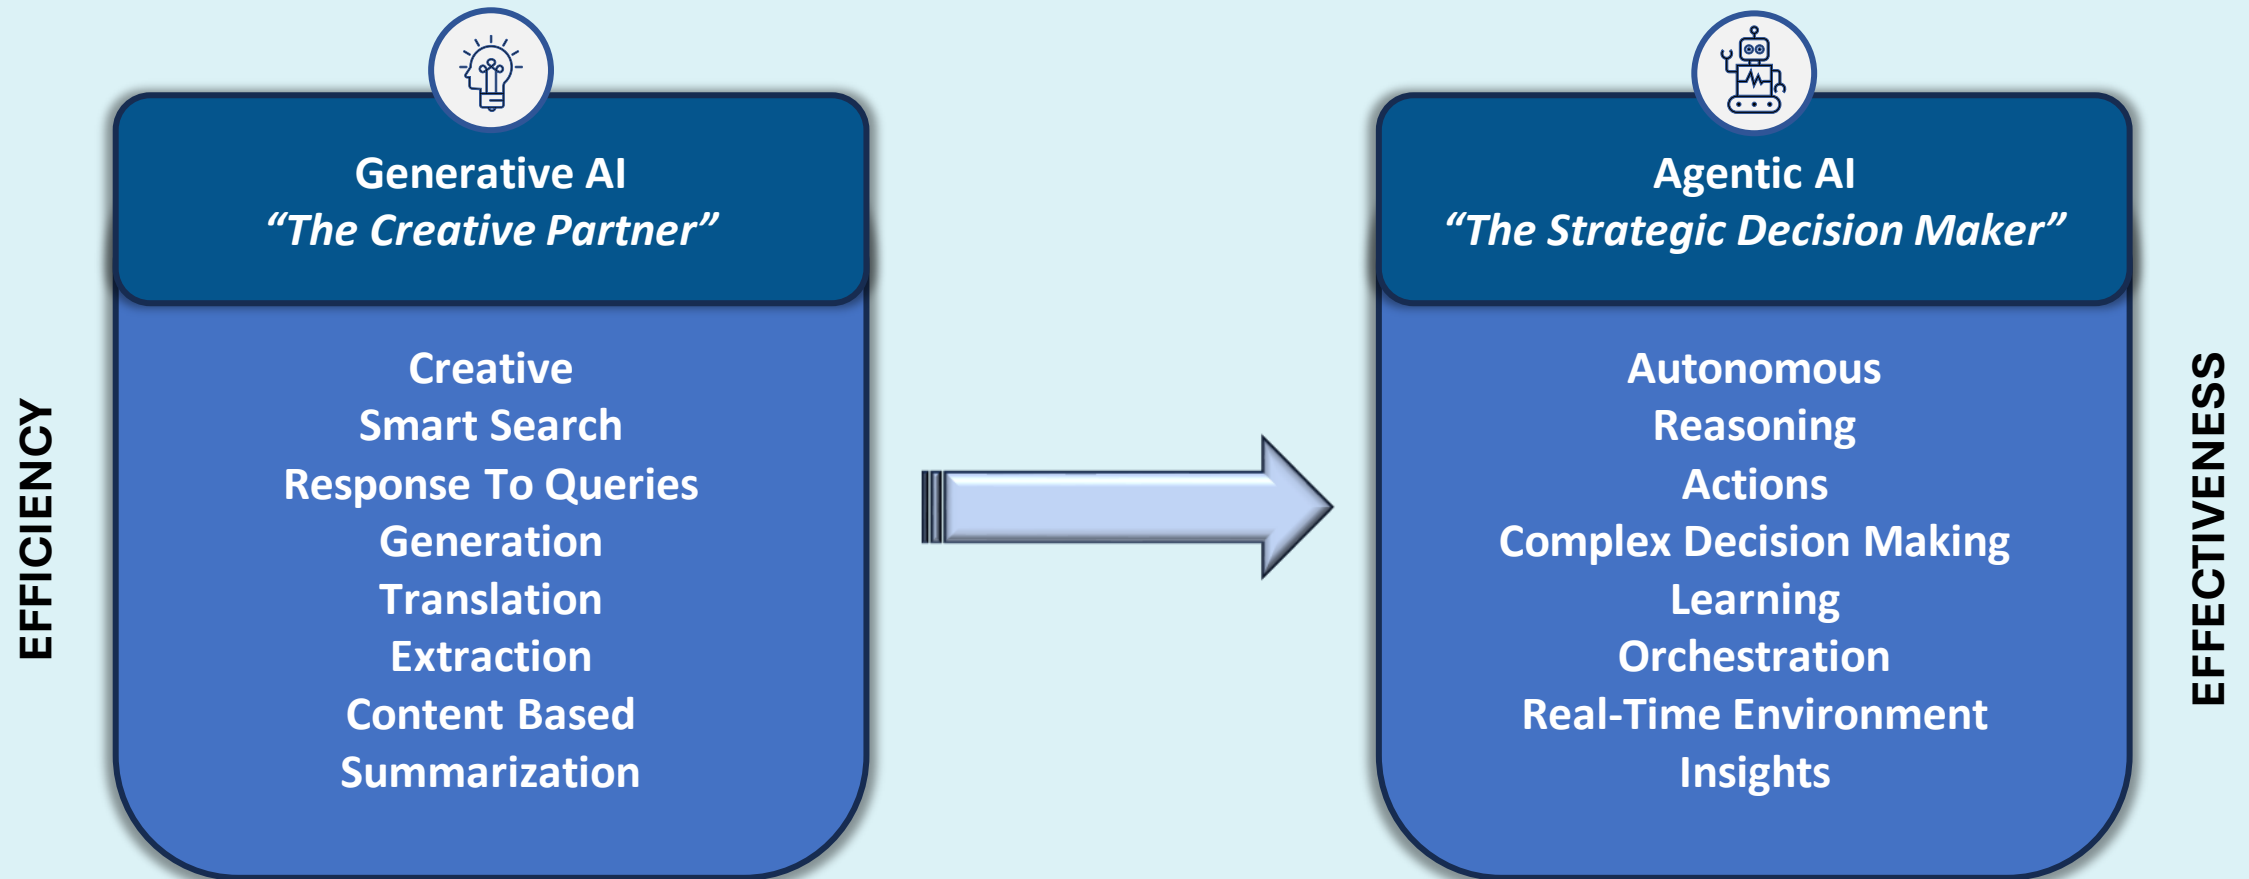 EFFICIENCY
Generative AI
“The Creative Partner”
Creative
Smart Search
Response To Queries
Generation
Translation
Extraction
Content Based
Summarization
Agentic AI
“The Strategic Decision Maker”
Autonomous
Reasoning
Actions
Complex Decision Making
Learning
Orchestration
Real-Time Environment
Insights
EFFECTIVENESS